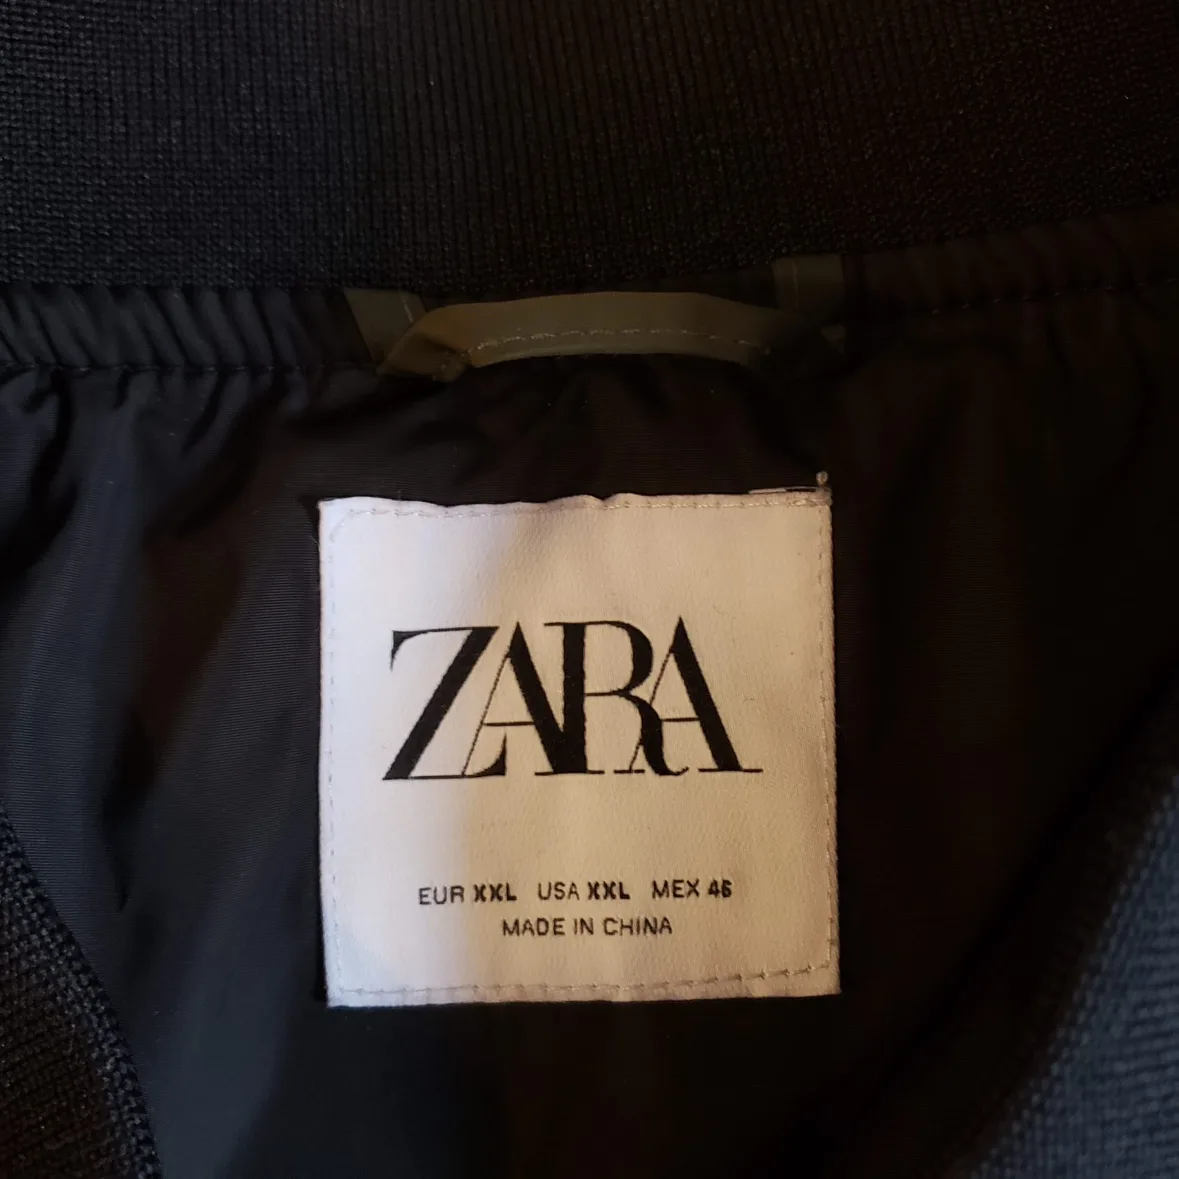 ZARA
EUR XXL USA XXL MEX 46
MADE IN CHINA